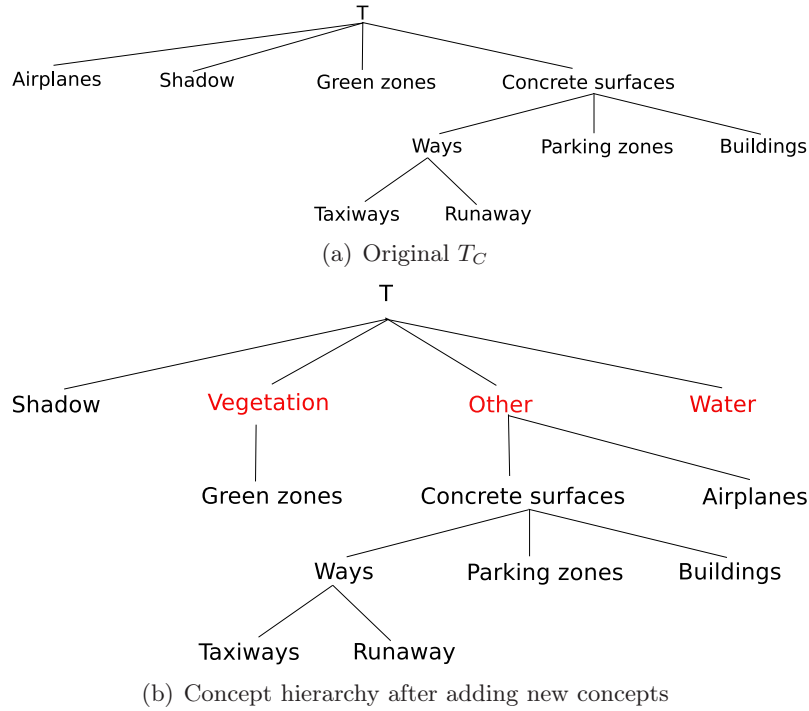 T
Airplanes Shadow Green zones Concrete surfaces
Ways Parking zones Buildings
Taxiways Runaway
(a) Original T_C
T
Shadow Vegetation Other Water
Green zones Concrete surfaces Airplanes
Ways Parking zones Buildings
Taxiways Runaway
(b) Concept hierarchy after adding new concepts